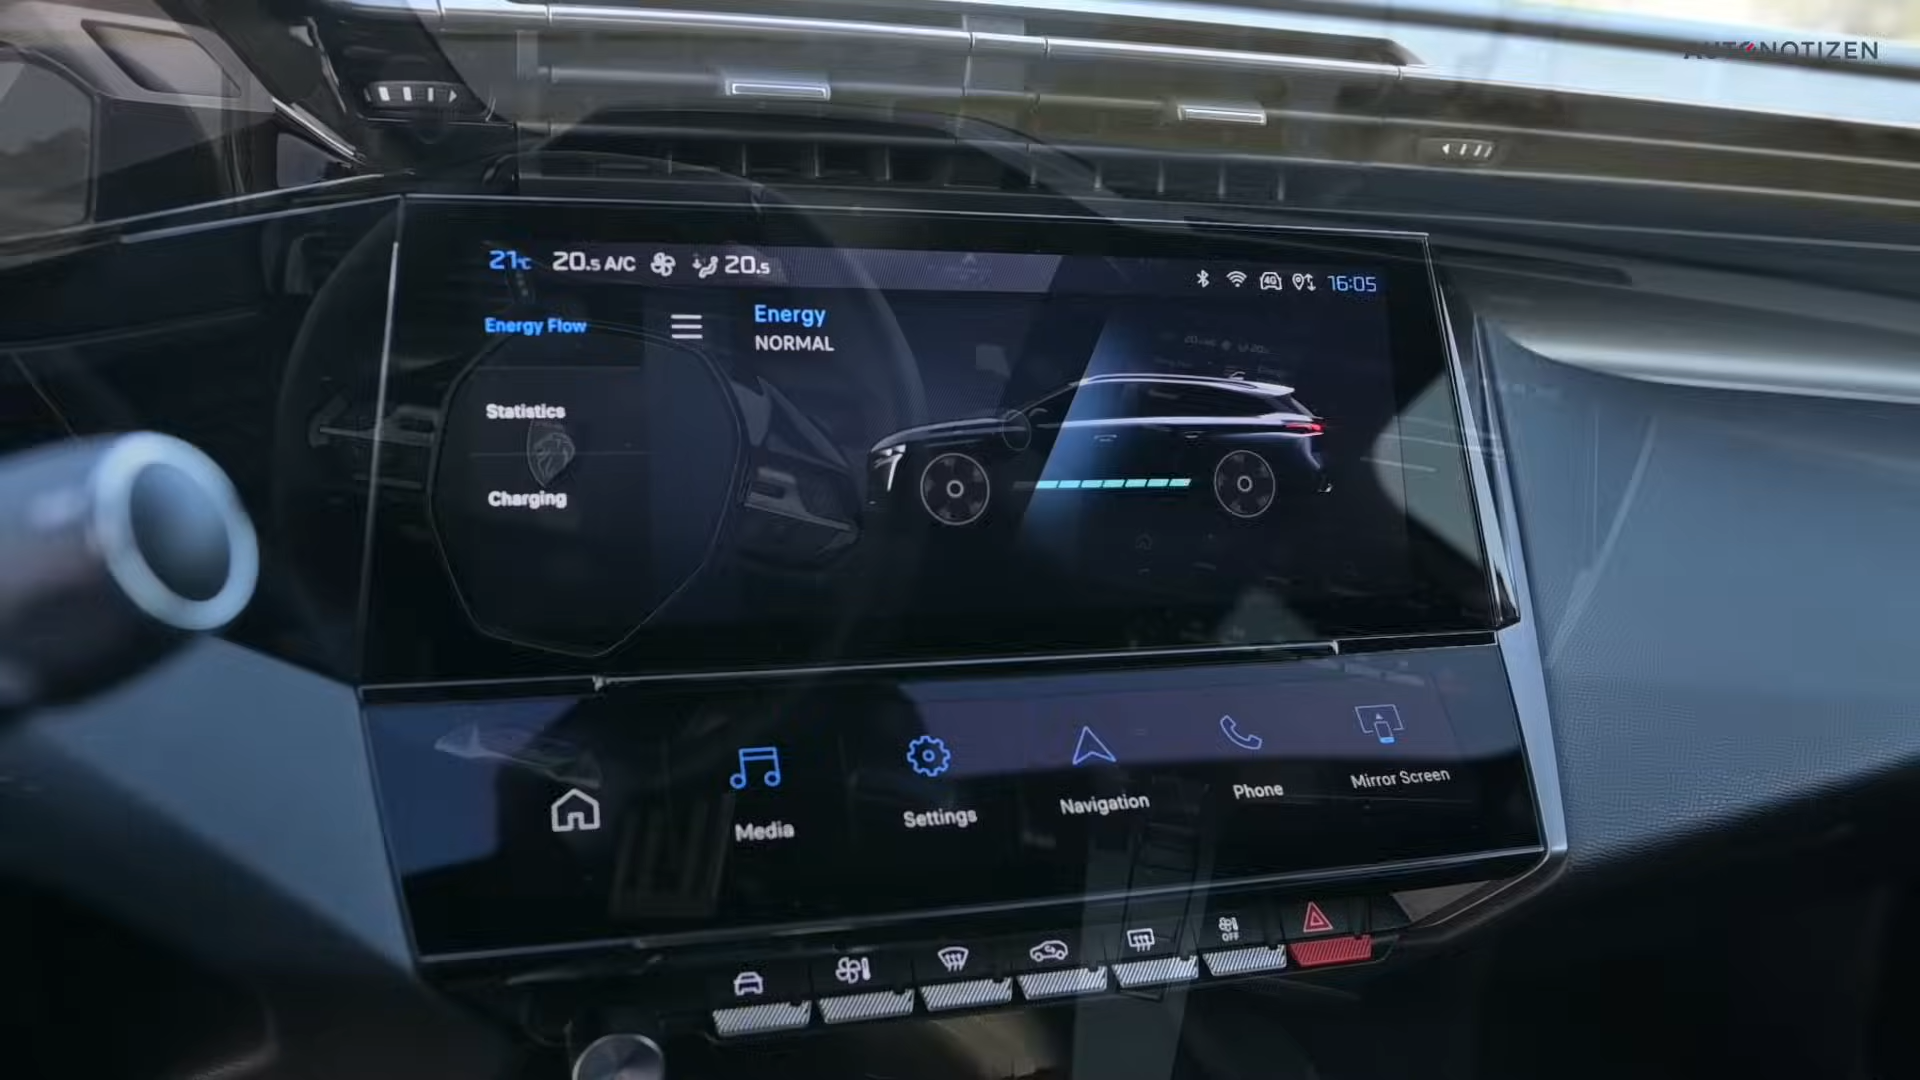 AUTONOTIZEN
21°C 20.5 A/C 20.5
4G 16:05
Energy Flow
Energy
NORMAL
Statistics
Charging
Media
Settings
Navigation
Phone
Mirror Screen
OFF